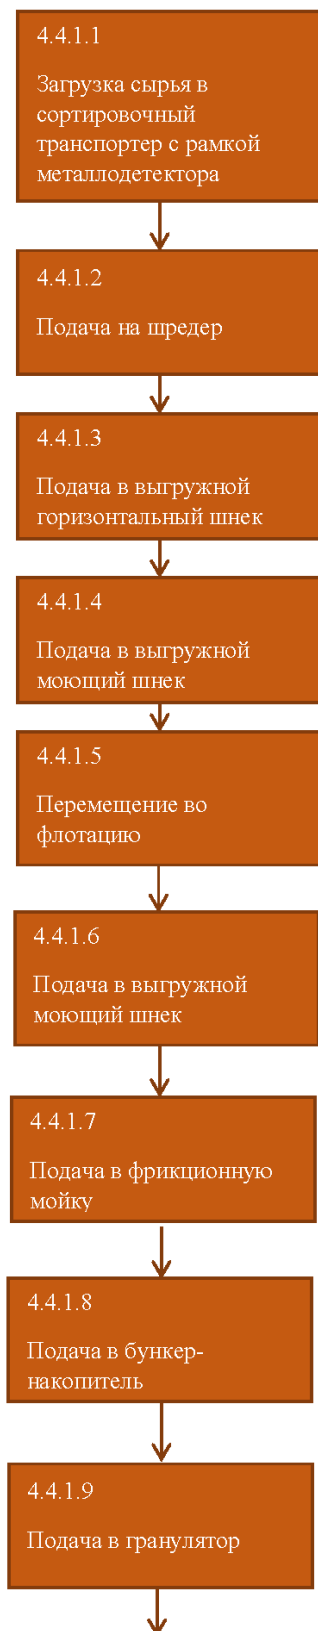 4.4.1.1
Загрузка сырья в
сортировочный
транспортер с рамкой
металлодетектора
4.4.1.2
Подача на шредер
4.4.1.3
Подача в выгружной
горизонтальный шнек
4.4.1.4
Подача в выгружной
моющий шнек
4.4.1.5
Перемещение во
флотацию
4.4.1.6
Подача в выгружной
моющий шнек
4.4.1.7
Подача в фрикционную
мойку
4.4.1.8
Подача в бункер-
накопитель
4.4.1.9
Подача в гранулятор